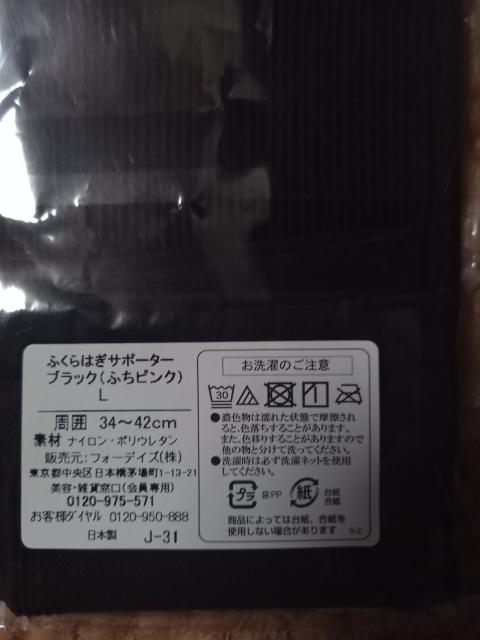 ふくらはぎサポーター
ブラック(ふちピンク)
L
周囲 34～42cm
素材 ナイロン・ポリウレタン
販売元:フォーデイズ(株)
東京都中央区日本橋茅場町1-13-21
美容・雑貨窓口(会員専用)
0120-975-571
お客様ダイヤル 0120-950-888
日本製 J-31
お洗濯のご注意
30
●濃色物は濡れた状態で摩擦され
ると、色落ちすることがあります。
また、色移りすることがありますので
他の物と分けて洗ってください。
●洗濯時は必ず洗濯ネットを使用
してください。
プラ 袋:PP 紙 台紙 合紙
商品によっては台紙、合紙を
使用しない場合があります S-2